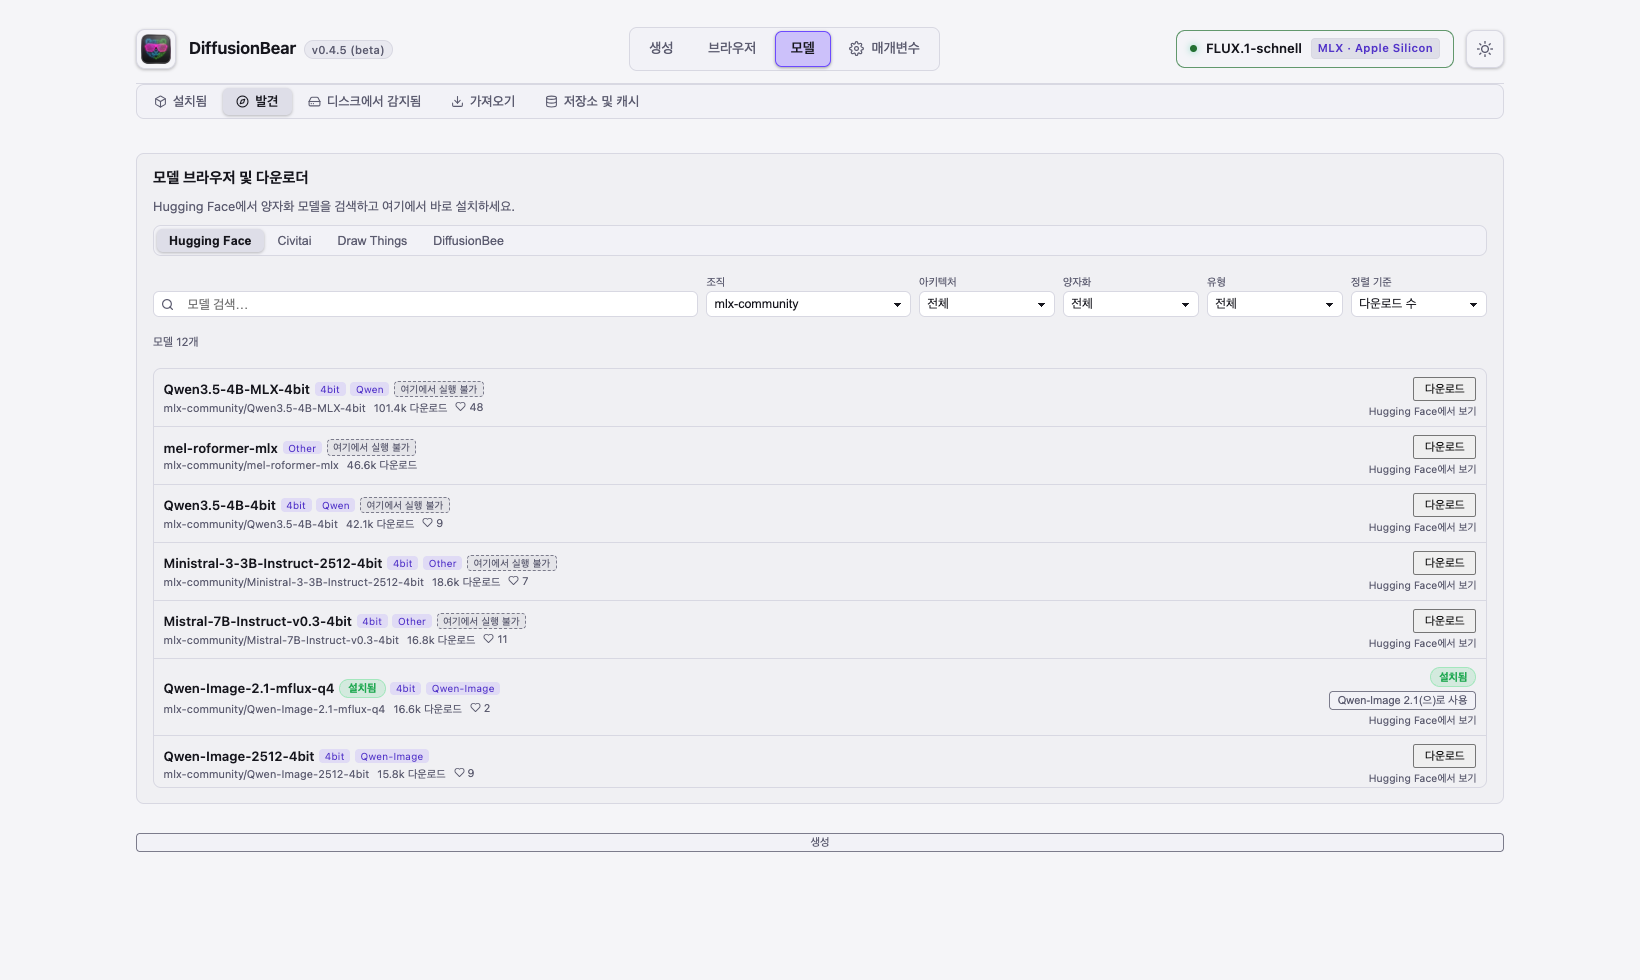 DiffusionBear v0.4.5 (beta)
생성 브라우저 모델 매개변수
FLUX.1-schnell MLX · Apple Silicon
설치됨 발견 디스크에서 감지됨 가져오기 저장소 및 캐시
모델 브라우저 및 다운로더
Hugging Face에서 양자화 모델을 검색하고 여기에서 바로 설치하세요.
Hugging Face Civitai Draw Things DiffusionBee
조직 아키텍처 양자화 유형 정렬 기준
모델 검색... mlx-community 전체 전체 전체 다운로드 수
모델 12개
Qwen3.5-4B-MLX-4bit 4bit Qwen 여기에서 실행 불가 다운로드
mlx-community/Qwen3.5-4B-MLX-4bit 101.4k 다운로드 48 Hugging Face에서 보기
mel-roformer-mlx Other 여기에서 실행 불가 다운로드
mlx-community/mel-roformer-mlx 46.6k 다운로드 Hugging Face에서 보기
Qwen3.5-4B-4bit 4bit Qwen 여기에서 실행 불가 다운로드
mlx-community/Qwen3.5-4B-4bit 42.1k 다운로드 9 Hugging Face에서 보기
Ministral-3-3B-Instruct-2512-4bit 4bit Other 여기에서 실행 불가 다운로드
mlx-community/Ministral-3-3B-Instruct-2512-4bit 18.6k 다운로드 7 Hugging Face에서 보기
Mistral-7B-Instruct-v0.3-4bit 4bit Other 여기에서 실행 불가 다운로드
mlx-community/Mistral-7B-Instruct-v0.3-4bit 16.8k 다운로드 11 Hugging Face에서 보기
설치됨
Qwen-Image-2.1-mflux-q4 설치됨 4bit Qwen-Image Qwen-Image 2.1(으)로 사용
mlx-community/Qwen-Image-2.1-mflux-q4 16.6k 다운로드 2 Hugging Face에서 보기
Qwen-Image-2512-4bit 4bit Qwen-Image 다운로드
mlx-community/Qwen-Image-2512-4bit 15.8k 다운로드 9 Hugging Face에서 보기
생성